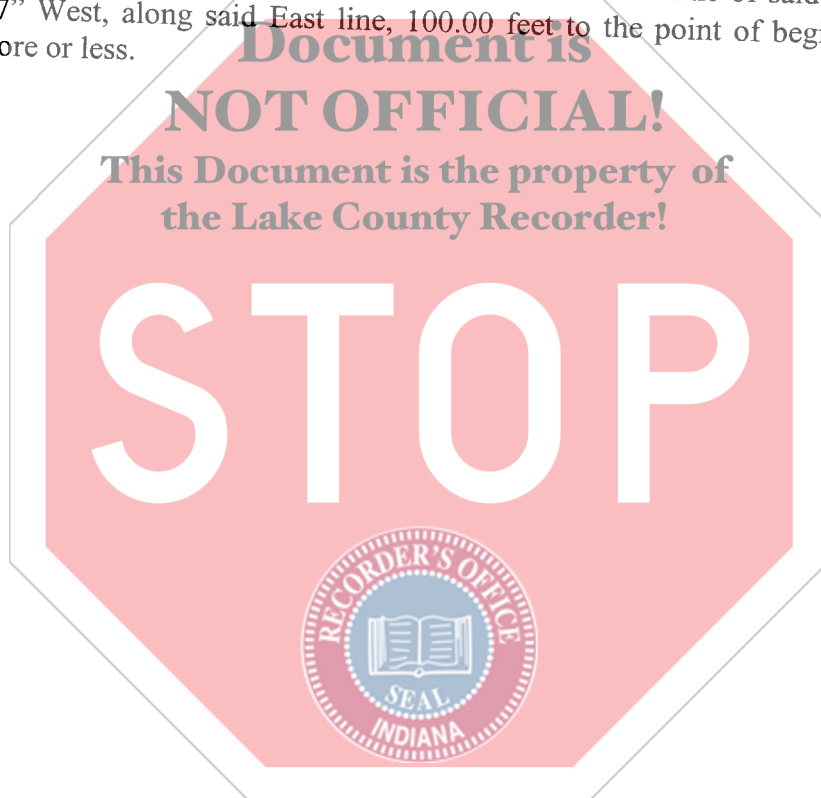 7” West, along said East line, 100.00 feet to the point of
ore or less.
Document is
NOT OFFICIAL!
This Document is the property of
the Lake County Recorder!
STOP
RECORDER'S OFFICE
SEAL
INDIANA